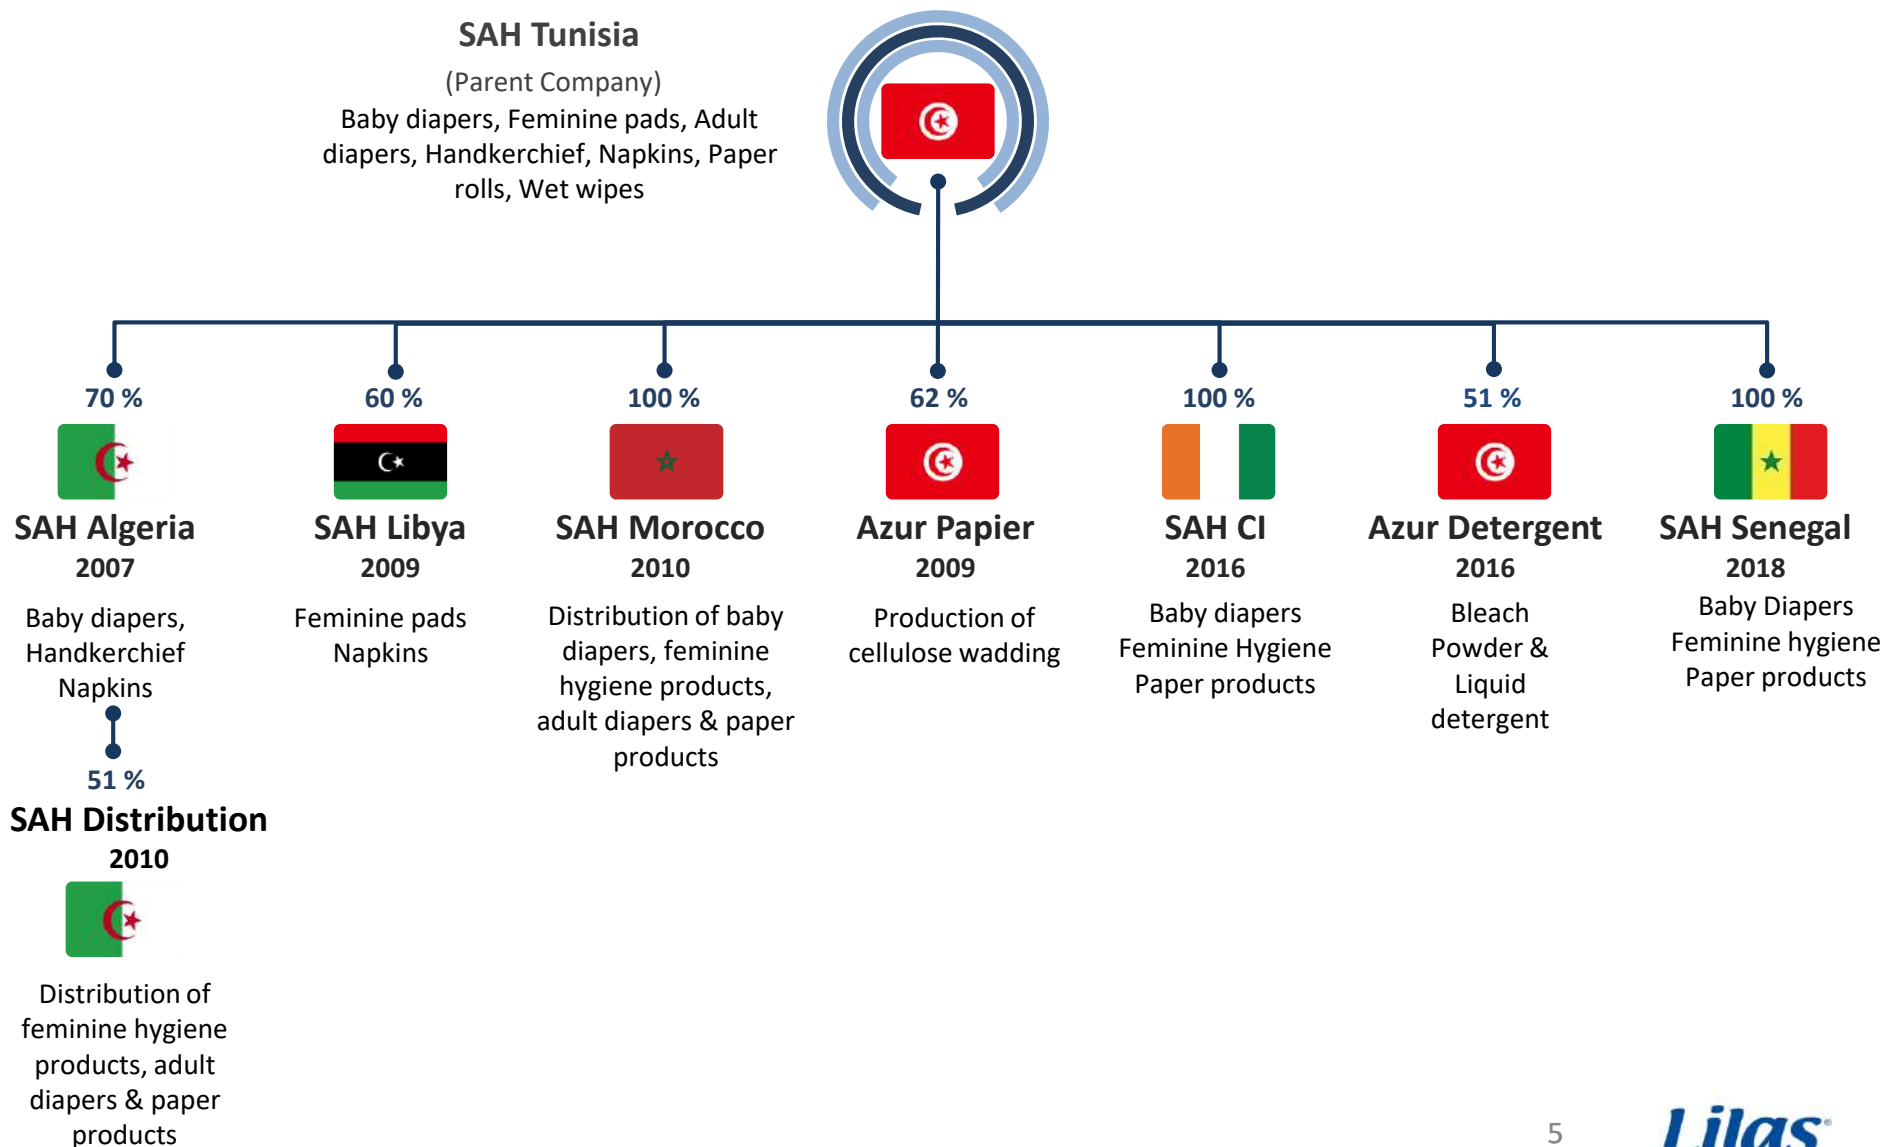 SAH Tunisia
(Parent Company)
Baby diapers, Feminine pads, Adult
diapers, Handkerchief, Napkins, Paper
rolls, Wet wipes
70 %
SAH Algeria
2007
Baby diapers,
Handkerchief
Napkins
51 %
SAH Distribution
2010
Distribution of
feminine hygiene
products, adult
diapers & paper
products
60 %
SAH Libya
2009
Feminine pads
Napkins
100 %
SAH Morocco
2010
Distribution of baby
diapers, feminine
hygiene products,
adult diapers & paper
products
62 %
Azur Papier
2009
Production of
cellulose wadding
100 %
SAH CI
2016
Baby diapers
Feminine Hygiene
Paper products
51 %
Azur Detergent
2016
Bleach
Powder &
Liquid
detergent
100 %
SAH Senegal
2018
Baby Diapers
Feminine hygiene
Paper products
5
Lilas